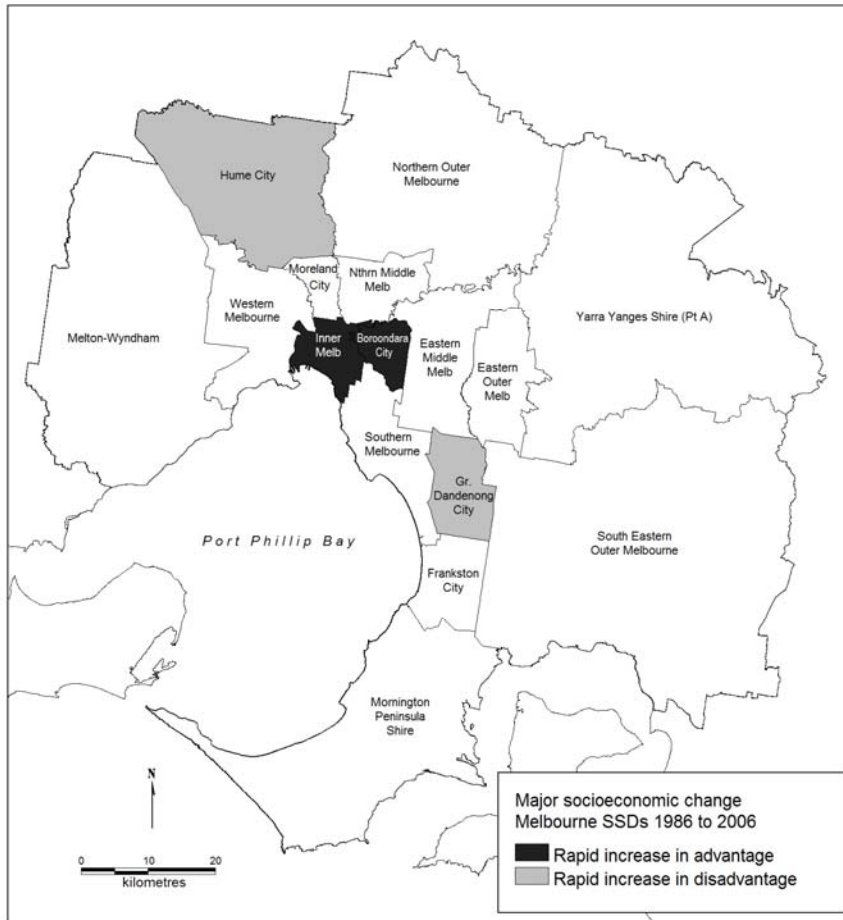 Hume City
Northern Outer
Melbourne
Moreland
City
Nthrn Middle
Melb
Western
Melbourne
Yarra Yanges Shire (Pt A)
Melton-Wyndham
Inner
Melb
Boroondara
City
Eastern
Middle
Melb
Eastern
Outer
Melb
Southern
Melbourne
Gr.
Dandenong
City
Port Phillip Bay
South Eastern
Outer Melbourne
Frankston
City
Mornington
Peninsula
Shire
N
0 10 20
kilometres
Major socioeconomic change
Melbourne SSDs 1986 to 2006
Rapid increase in advantage
Rapid increase in disadvantage